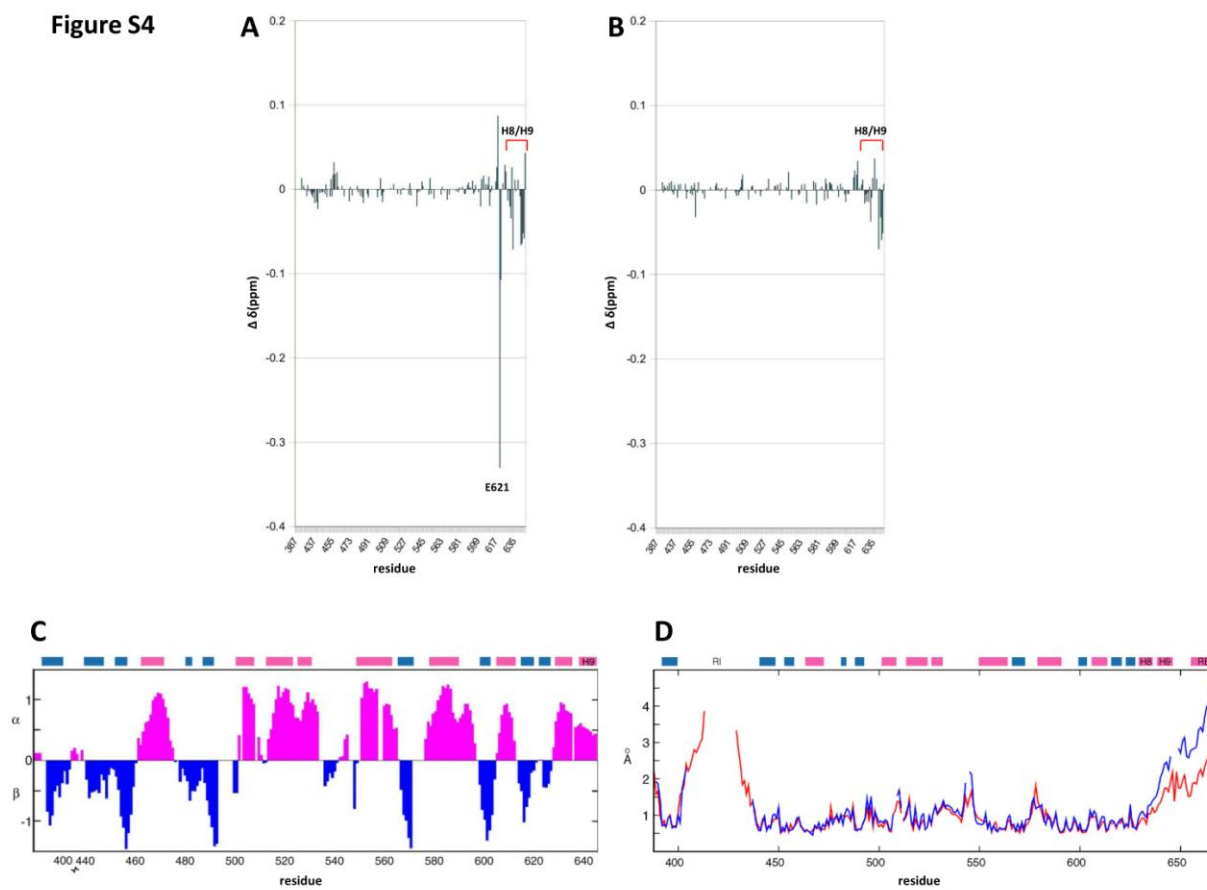 Figure S4
A
B
0.2
0.1
0
-0.1
-0.2
-0.3
-0.4
Δ δ(ppm)
H8/H9
E621
387
437
455
473
491
509
527
545
563
581
599
617
635
residue
0.2
0.1
0
-0.1
-0.2
-0.3
-0.4
Δ δ(ppm)
H8/H9
387
437
455
473
491
509
527
545
563
581
599
617
635
residue
C
H9
1
0
-1
α
β
400 440 460 480 500 520 540 560 580 600 620 640
residue
D
RI
H8 H9
4
3
2
1
Å
400 450 500 550 600 650
residue